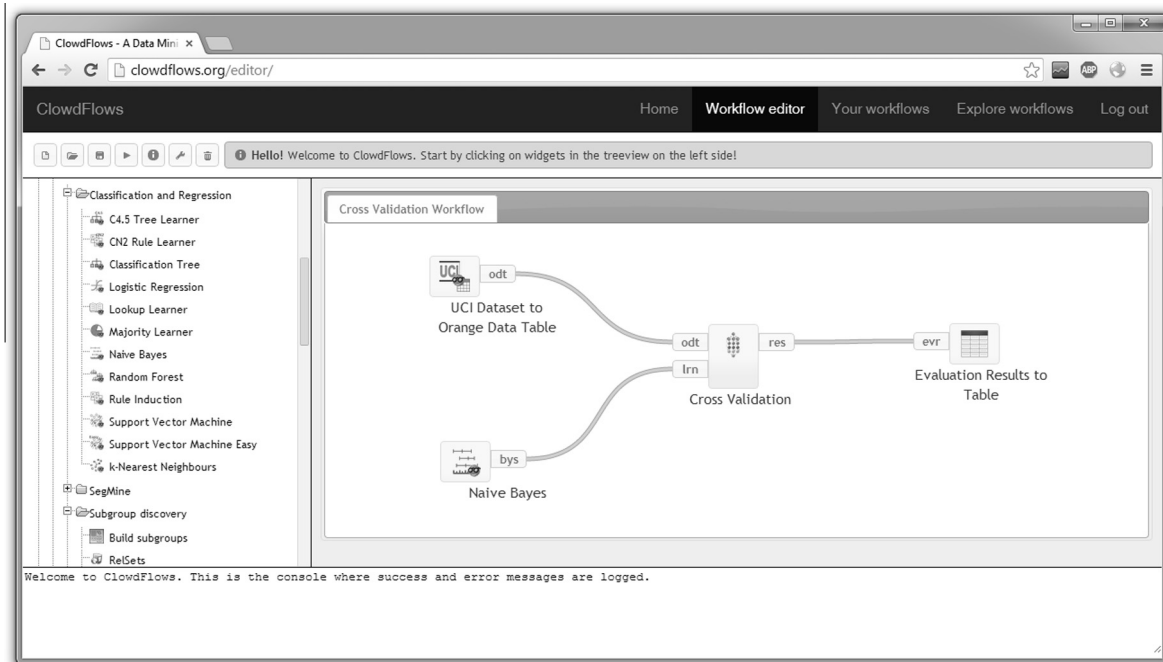 ClowdFlows - A Data Mini
clowdflows.org/editor/
ABP
ClowdFlows
Home
Workflow editor
Your workflows
Explore workflows
Log out
Hello! Welcome to ClowdFlows. Start by clicking on widgets in the treeview on the left side!
Classification and Regression
C4.5 Tree Learner
CN2 Rule Learner
Classification Tree
Logistic Regression
Lookup Learner
Majority Learner
Naive Bayes
Random Forest
Rule Induction
Support Vector Machine
Support Vector Machine Easy
k-Nearest Neighbours
SegMine
Subgroup discovery
Build subgroups
RelSets
Cross Validation Workflow
UCI
odt
UCI Dataset to
Orange Data Table
bys
Naive Bayes
odt
lrn
res
Cross Validation
evr
Evaluation Results to
Table
Welcome to ClowdFlows. This is the console where success and error messages are logged.